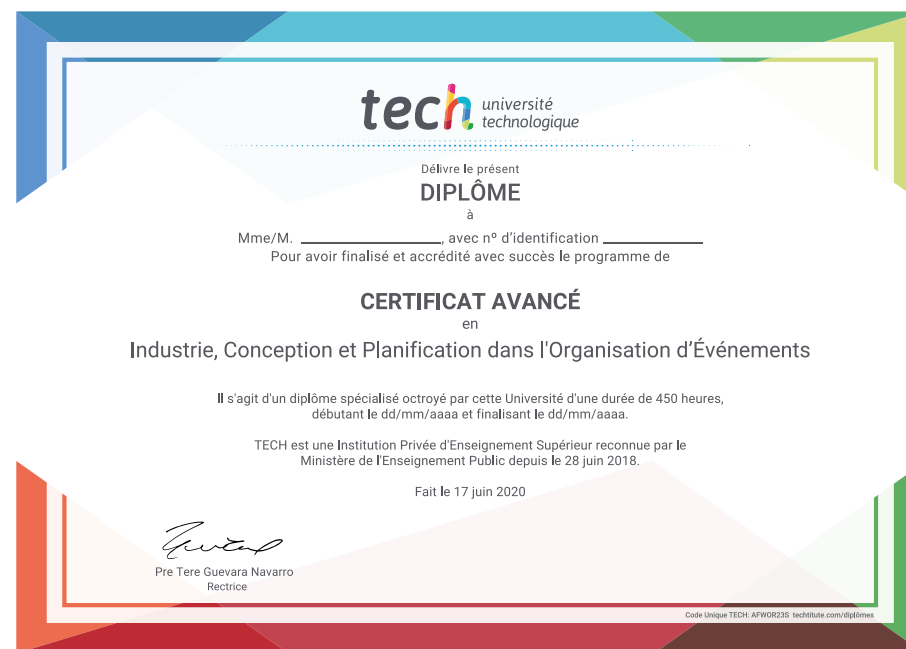 tech université
technologique
Délivre le présent
DIPLÔME
à
Mme/M. ____________________, avec nº d'identification ______________
Pour avoir finalisé et accrédité avec succès le programme de
CERTIFICAT AVANCÉ
en
Industrie, Conception et Planification dans l'Organisation d'Événements
Il s'agit d'un diplôme spécialisé octroyé par cette Université d'une durée de 450 heures,
débutant le dd/mm/aaaa et finalisant le dd/mm/aaaa.
TECH est une Institution Privée d'Enseignement Supérieur reconnue par le
Ministère de l'Enseignement Public depuis le 28 juin 2018.
Fait le 17 juin 2020
Pre Tere Guevara Navarro
Rectrice
Code Unique TECH: AFWOR23S techtitute.com/diplômes